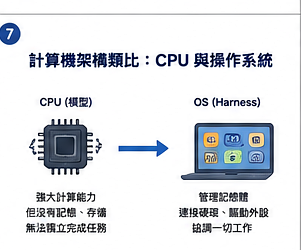 7
計算機架構類比：CPU 與操作系統
CPU (模型)
OS (Harness)
強大計算能力
但没有記憶、存儲
無法獨立完成任務
管理記憶體
連接硬碟、驅動外設
協調一切工作